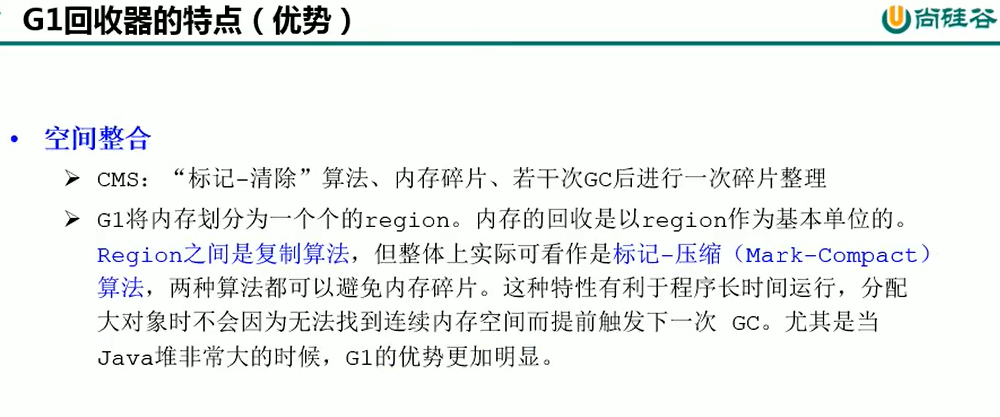 G1回收器的特点（优势）
尚硅谷
• 空间整合
➢ CMS：“标记-清除”算法、内存碎片、若干次GC后进行一次碎片整理
➢ G1将内存划分为一个个的region。内存的回收是以region作为基本单位的。
Region之间是复制算法，但整体上实际可看作是标记-压缩（Mark-Compact）
算法，两种算法都可以避免内存碎片。这种特性有利于程序长时间运行，分配
大对象时不会因为无法找到连续内存空间而提前触发下一次 GC。尤其是当
Java堆非常大的时候，G1的优势更加明显。